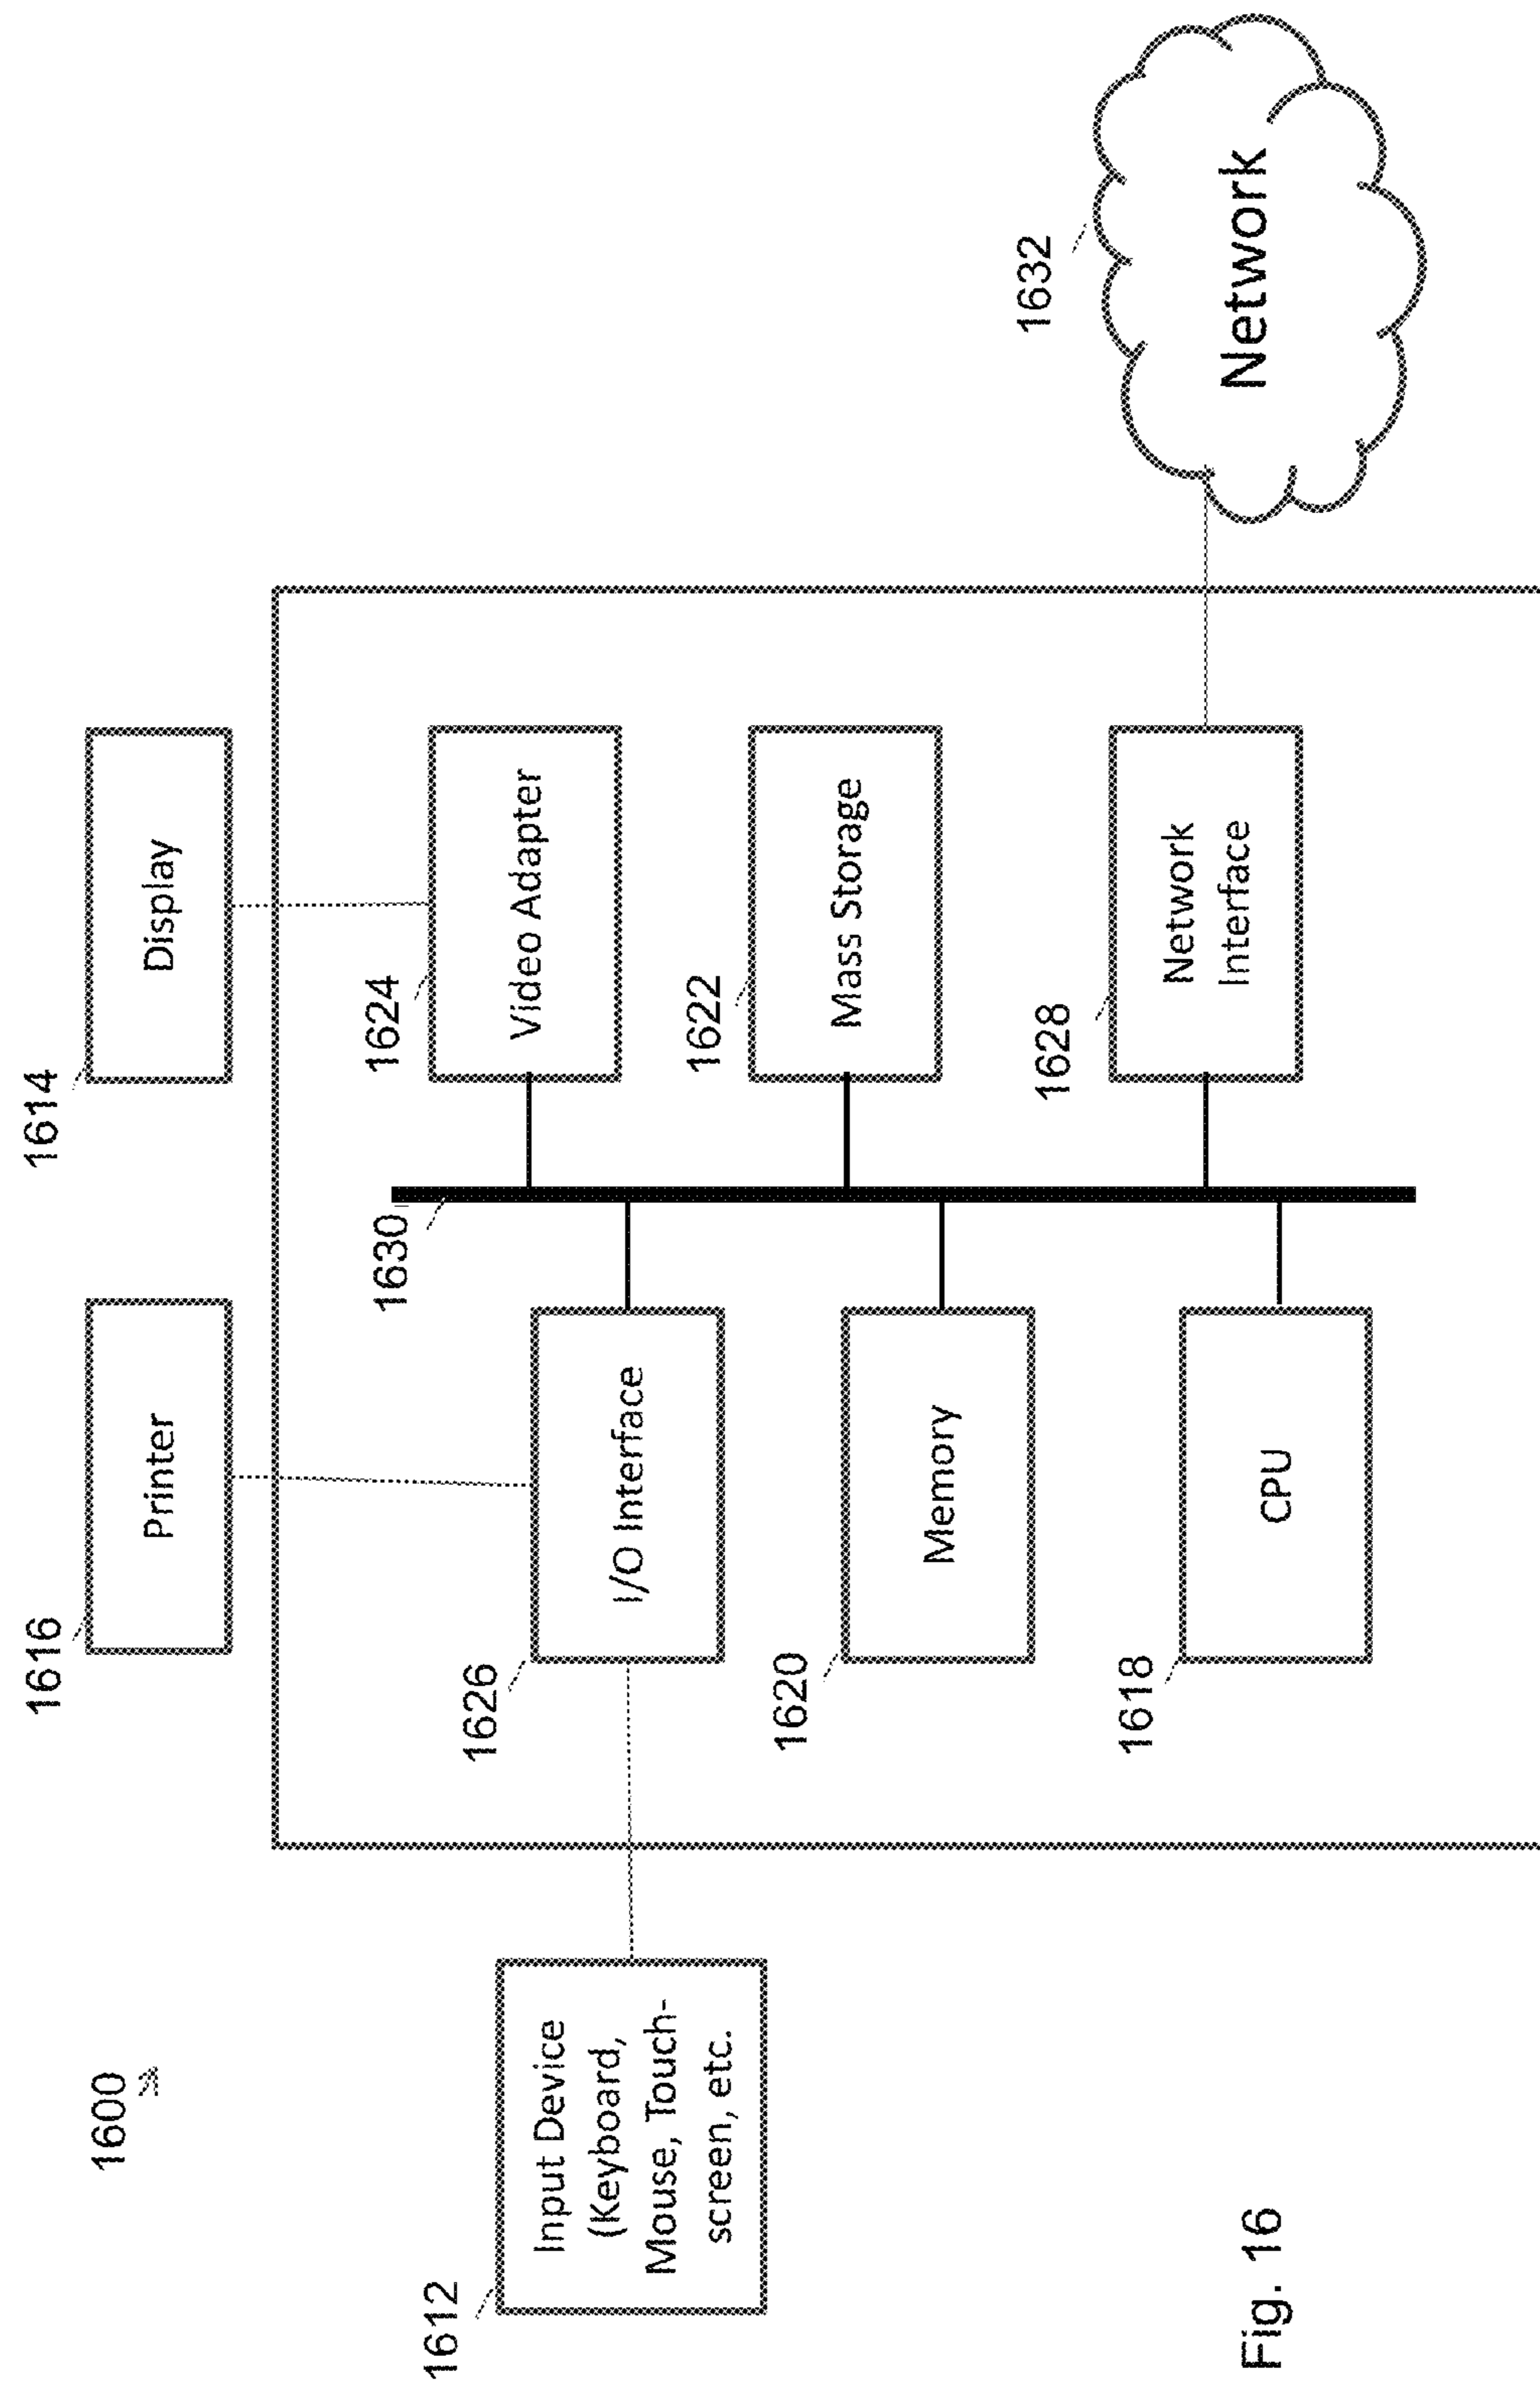 1600
1616
Printer
1614
Display
1612
Input Device
(Keyboard,
Mouse, Touch-
screen, etc.
1626
I/O Interface
1630
1624
Video Adapter
1620
Memory
1622
Mass Storage
1618
CPU
1628
Network
Interface
1632
Network
Fig. 16